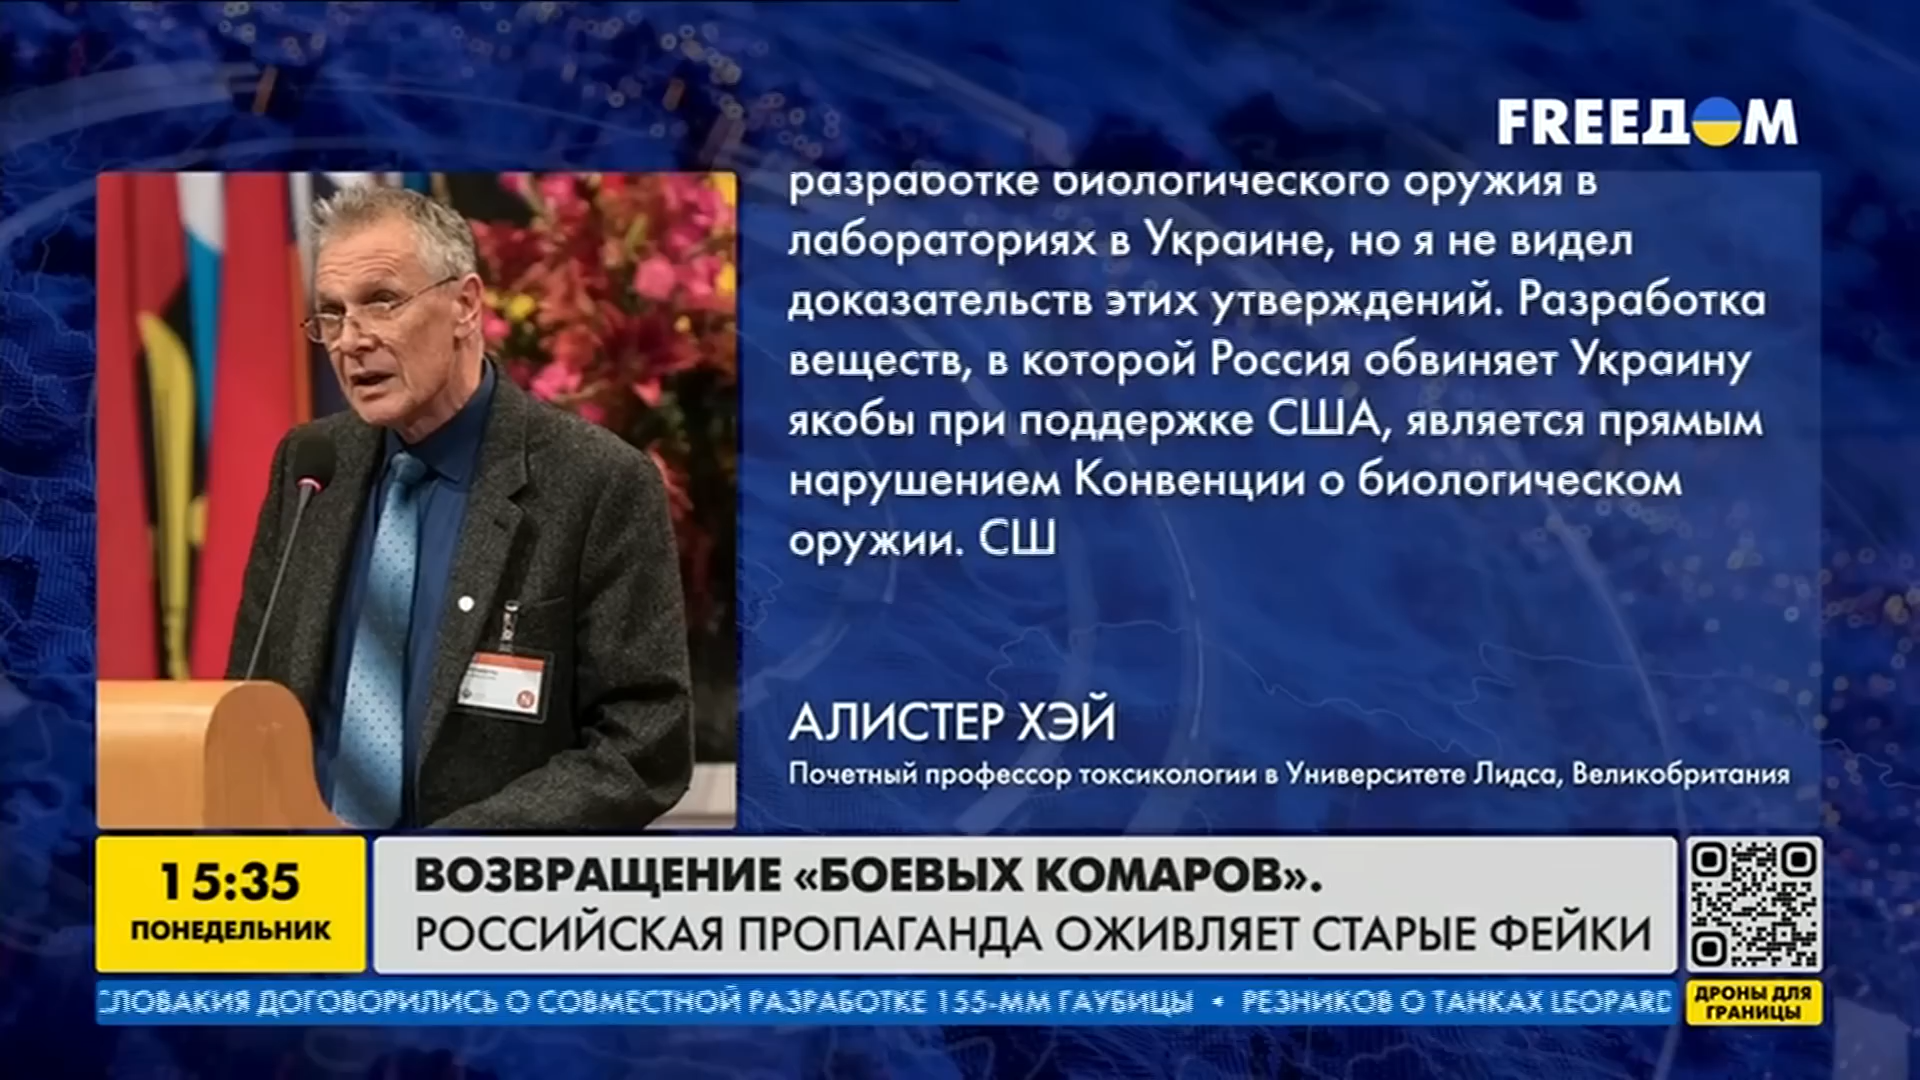 FREEДOM
разработке биологического оружия в
лабораториях в Украине, но я не видел
доказательств этих утверждений. Разработка
веществ, в которой Россия обвиняет Украину
якобы при поддержке США, является прямым
нарушением Конвенции о биологическом
оружии. СШ
АЛИСТЕР ХЭЙ
Почетный профессор токсикологии в Университете Лидса, Великобритания
15:35
ПОНЕДЕЛЬНИК
ВОЗВРАЩЕНИЕ «БОЕВЫХ КОМАРОВ».
РОССИЙСКАЯ ПРОПАГАНДА ОЖИВЛЯЕТ СТАРЫЕ ФЕЙКИ
СЛОВАКИЯ ДОГОВОРИЛИСЬ О СОВМЕСТНОЙ РАЗРАБОТКЕ 155-ММ ГАУБИЦЫ • РЕЗНИКОВ О ТАНКАХ LEOPARD
ДРОНЫ ДЛЯ
ГРАНИЦЫ